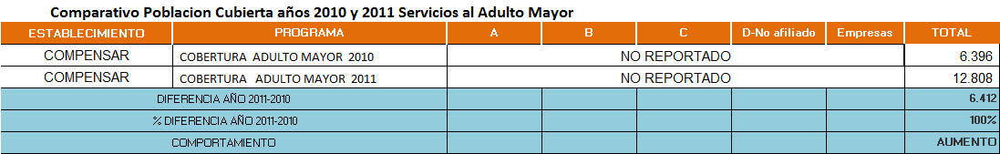 Comparativo Poblacion Cubierta años 2010 y 2011 Servicios al Adulto Mayor
ESTABLECIMIENTO PROGRAMA A B C D-No afiliado Empresas TOTAL
COMPENSAR COBERTURA ADULTO MAYOR 2010 NO REPORTADO 6.396
COMPENSAR COBERTURA ADULTO MAYOR 2011 NO REPORTADO 12.808
DIFERENCIA AÑO 2011-2010 6.412
% DIFERENCIA AÑO 2011-2010 100%
COMPORTAMIENTO AUMENTO